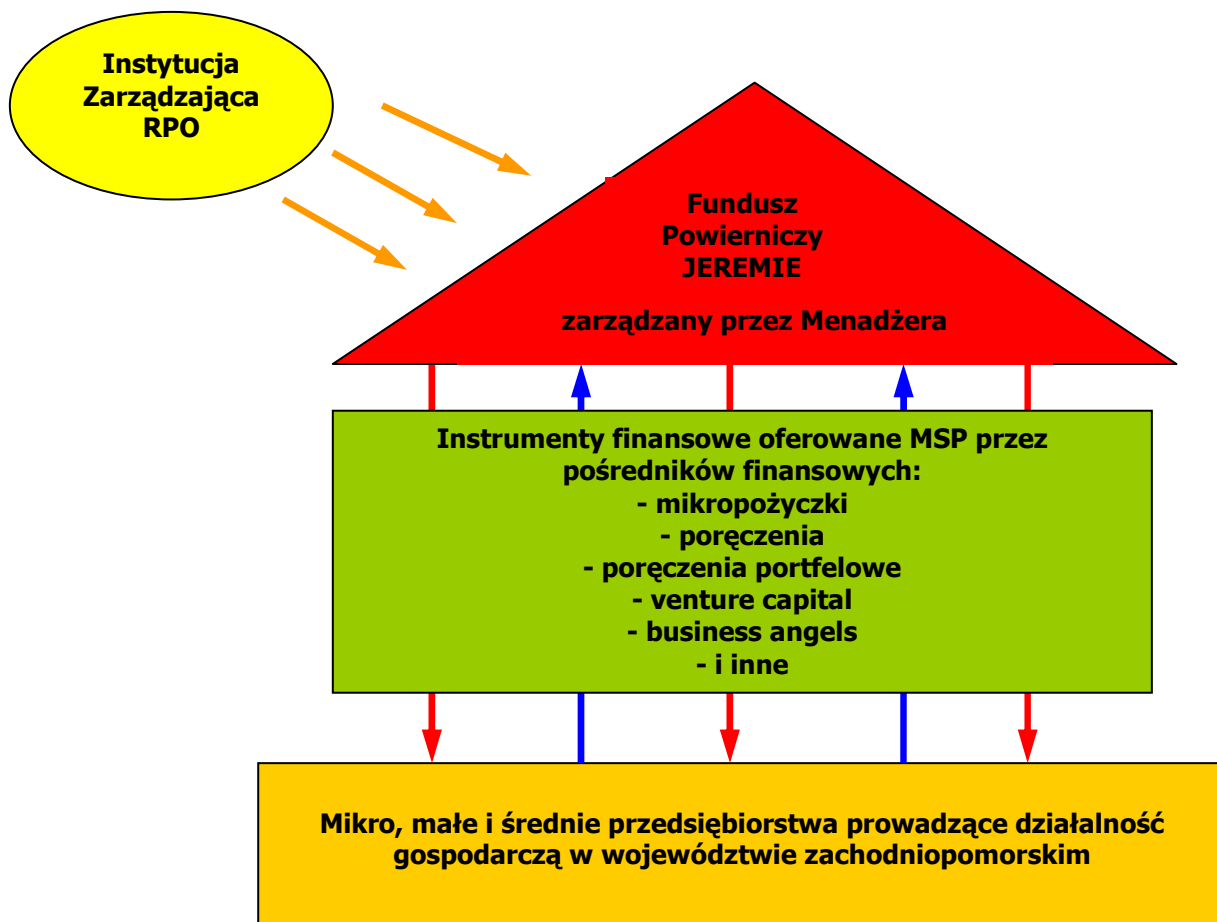 Instytucja
Zarządzająca
RPO
Fundusz
Powierniczy
JEREMIE
zarządzany przez Menadżera
Instrumenty finansowe oferowane MSP przez
pośredników finansowych:
- mikropożyczki
- poręczenia
- poręczenia portfelowe
- venture capital
- business angels
- i inne
Mikro, małe i średnie przedsiębiorstwa prowadzące działalność
gospodarczą w województwie zachodniopomorskim